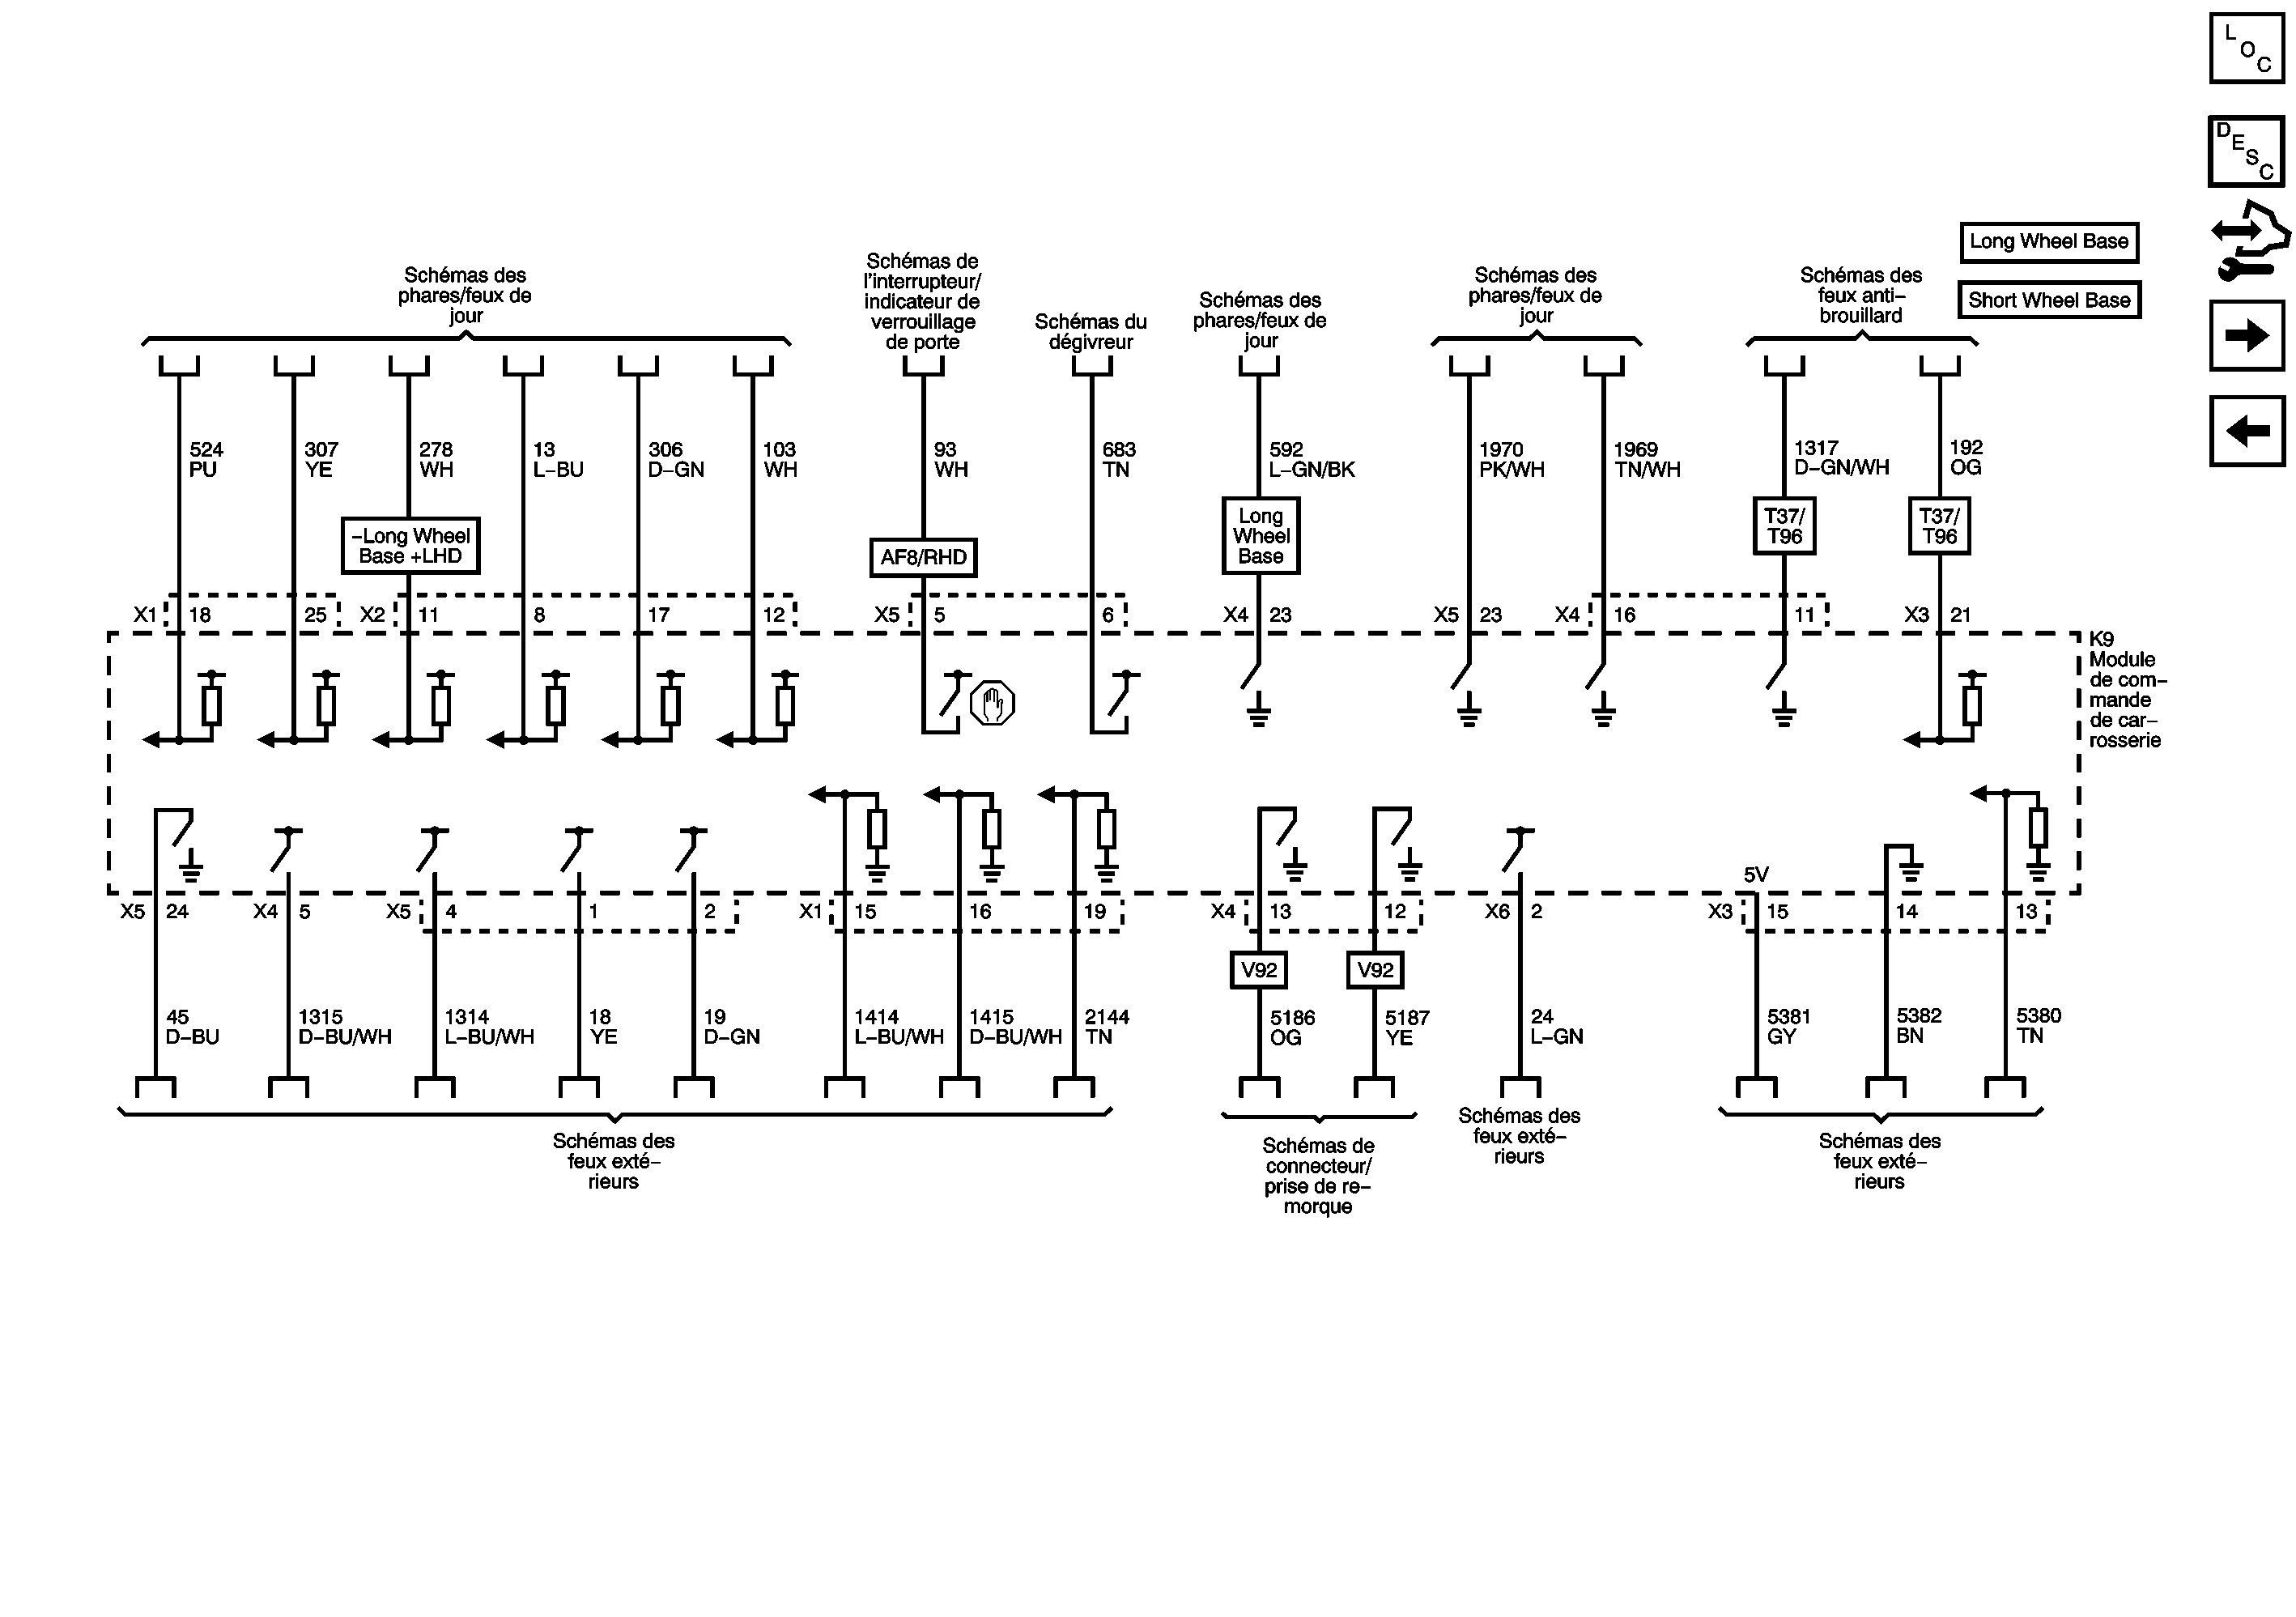 L
O
C
D
E
S
C
Long Wheel Base
Short Wheel Base
Schémas des
phares/feux de
jour
Schémas de
l'interrupteur/
indicateur de
verrouillage
de porte
Schémas du
dégivreur
Schémas des
phares/feux de
jour
Schémas des
phares/feux de
jour
Schémas des
feux anti–
brouillard
524
PU
307
YE
278
WH
13
L–BU
306
D–GN
103
WH
93
WH
683
TN
592
L–GN/BK
1970
PK/WH
1969
TN/WH
1317
D–GN/WH
192
OG
–Long Wheel
Base +LHD
AF8/RHD
Long
Wheel
Base
T37/
T96
T37/
T96
X1 18 25 X2 11 8 17 12 X5 5 6 X4 23 X5 23 X4 16 11 X3 21
K9
Module
de com–
mande
de car–
rosserie
5V
X5 24 X4 5 X5 4 1 2 X1 15 16 19 X4 13 12 X6 2 X3 15 14 13
V92
V92
45
D–BU
1315
D–BU/WH
1314
L–BU/WH
18
YE
19
D–GN
1414
L–BU/WH
1415
D–BU/WH
2144
TN
5186
OG
5187
YE
24
L–GN
5381
GY
5382
BN
5380
TN
Schémas des
feux exté–
rieurs
Schémas de
connecteur/
prise de re–
morque
Schémas des
feux exté–
rieurs
Schémas des
feux exté–
rieurs